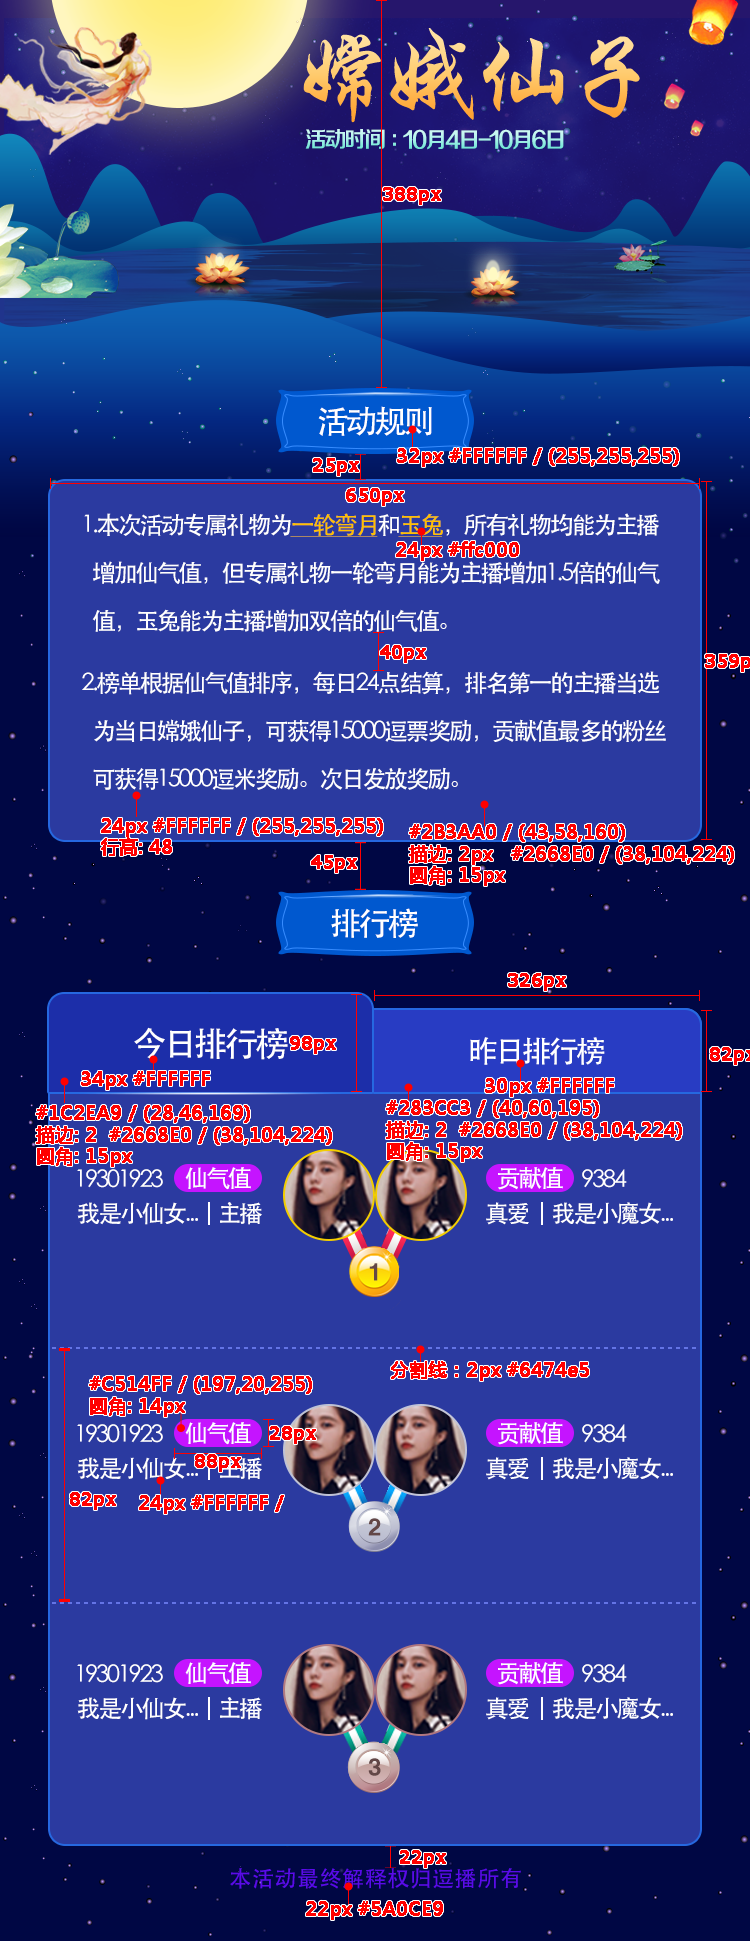 嫦娥仙子
活动时间：10月4日-10月6日
388px
活动规则
32px #FFFFFF / (255,255,255)
25px
650px
1.本次活动专属礼物为一轮弯月和玉兔，所有礼物均能为主播
24px #ffc000
增加仙气值，但专属礼物一轮弯月能为主播增加1.5倍的仙气
值，玉兔能为主播增加双倍的仙气值。
40px
359p
2.榜单根据仙气值排序，每日24点结算，排名第一的主播当选
为当日嫦娥仙子，可获得15000逗票奖励，贡献值最多的粉丝
可获得15000逗米奖励。次日发放奖励。
24px #FFFFFF / (255,255,255)
行高: 48
#2B3AA0 / (43,58,160)
描边: 2px #2668E0 / (38,104,224)
圆角: 15px
45px
排行榜
326px
今日排行榜
98px
昨日排行榜
82px
34px #FFFFFF
30px #FFFFFF
#1C2EA9 / (28,46,169)
描边: 2 #2668E0 / (38,104,224)
圆角: 15px
#283CC3 / (40,60,195)
描边: 2 #2668E0 / (38,104,224)
圆角: 15px
19301923 仙气值
贡献值 9384
我是小仙女...｜主播
真爱｜我是小魔女...
1
分割线：2px #6474e5
#C514FF / (197,20,255)
圆角: 14px
19301923 仙气值
28px
贡献值 9384
88px
我是小仙女...｜主播
真爱｜我是小魔女...
82px
24px #FFFFFF /
2
19301923 仙气值
贡献值 9384
我是小仙女...｜主播
真爱｜我是小魔女...
3
22px
本活动最终解释权归逗播所有
22px #5A0CE9